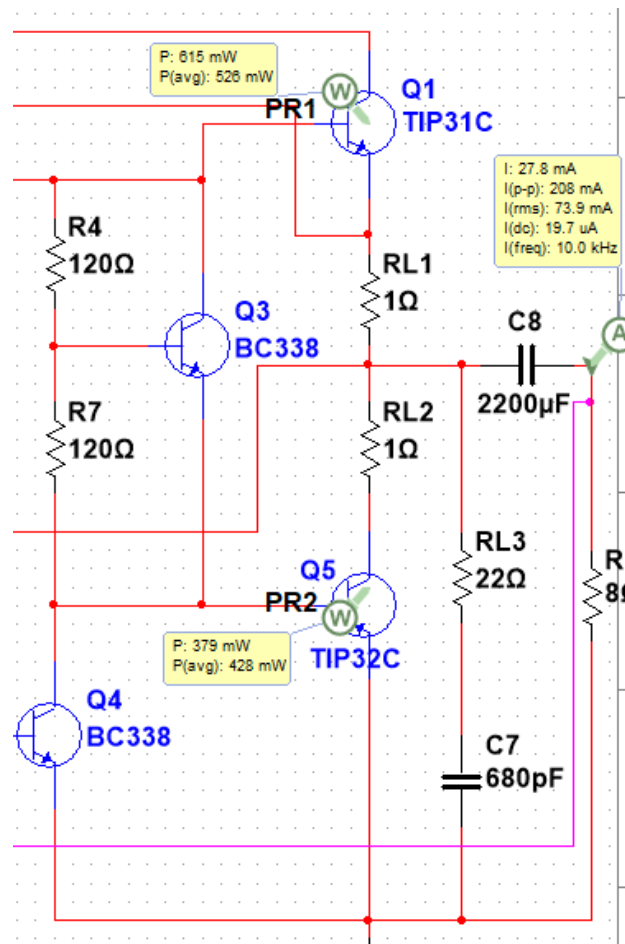 P: 615 mW
P(avg): 526 mW
PR1
Q1
TIP31C
I: 27.8 mA
I(p-p): 208 mA
I(rms): 73.9 mA
I(dc): 19.7 uA
I(freq): 10.0 kHz
R4
120Ω
RL1
1Ω
Q3
BC338
C8
2200µF
A
W
R7
120Ω
RL2
1Ω
RL3
22Ω
Q5
PR2
W
TIP32C
P: 379 mW
P(avg): 428 mW
R
8Ω
Q4
BC338
C7
680pF